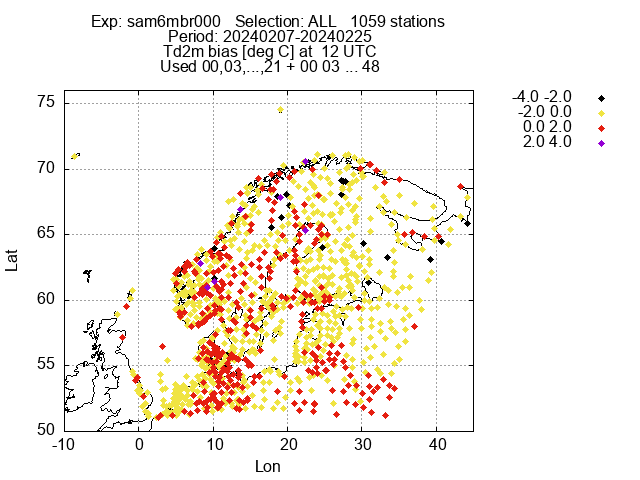 Exp: sam6mbr000 Selection: ALL 1059 stations
Period: 20240207-20240225
Td2m bias [deg C] at 12 UTC
Used 00,03,...,21 + 00 03 ... 48
-4.0 -2.0
-2.0 0.0
0.0 2.0
2.0 4.0
75
70
65
60
55
50
Lat
-10 0 10 20 30 40
Lon